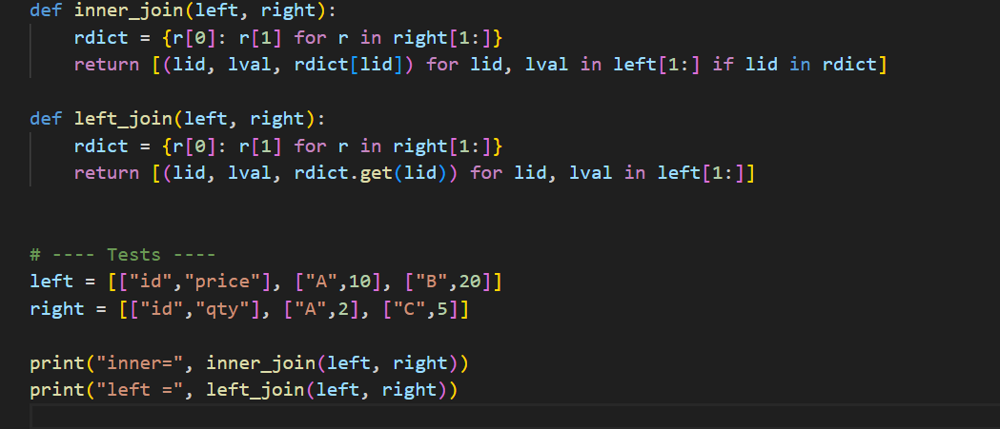 def inner_join(left, right):
    rdict = {r[0]: r[1] for r in right[1:]}
    return [(lid, lval, rdict[lid]) for lid, lval in left[1:] if lid in rdict]

def left_join(left, right):
    rdict = {r[0]: r[1] for r in right[1:]}
    return [(lid, lval, rdict.get(lid)) for lid, lval in left[1:]]


# ---- Tests ----
left = [["id","price"], ["A",10], ["B",20]]
right = [["id","qty"], ["A",2], ["C",5]]

print("inner=", inner_join(left, right))
print("left =", left_join(left, right))